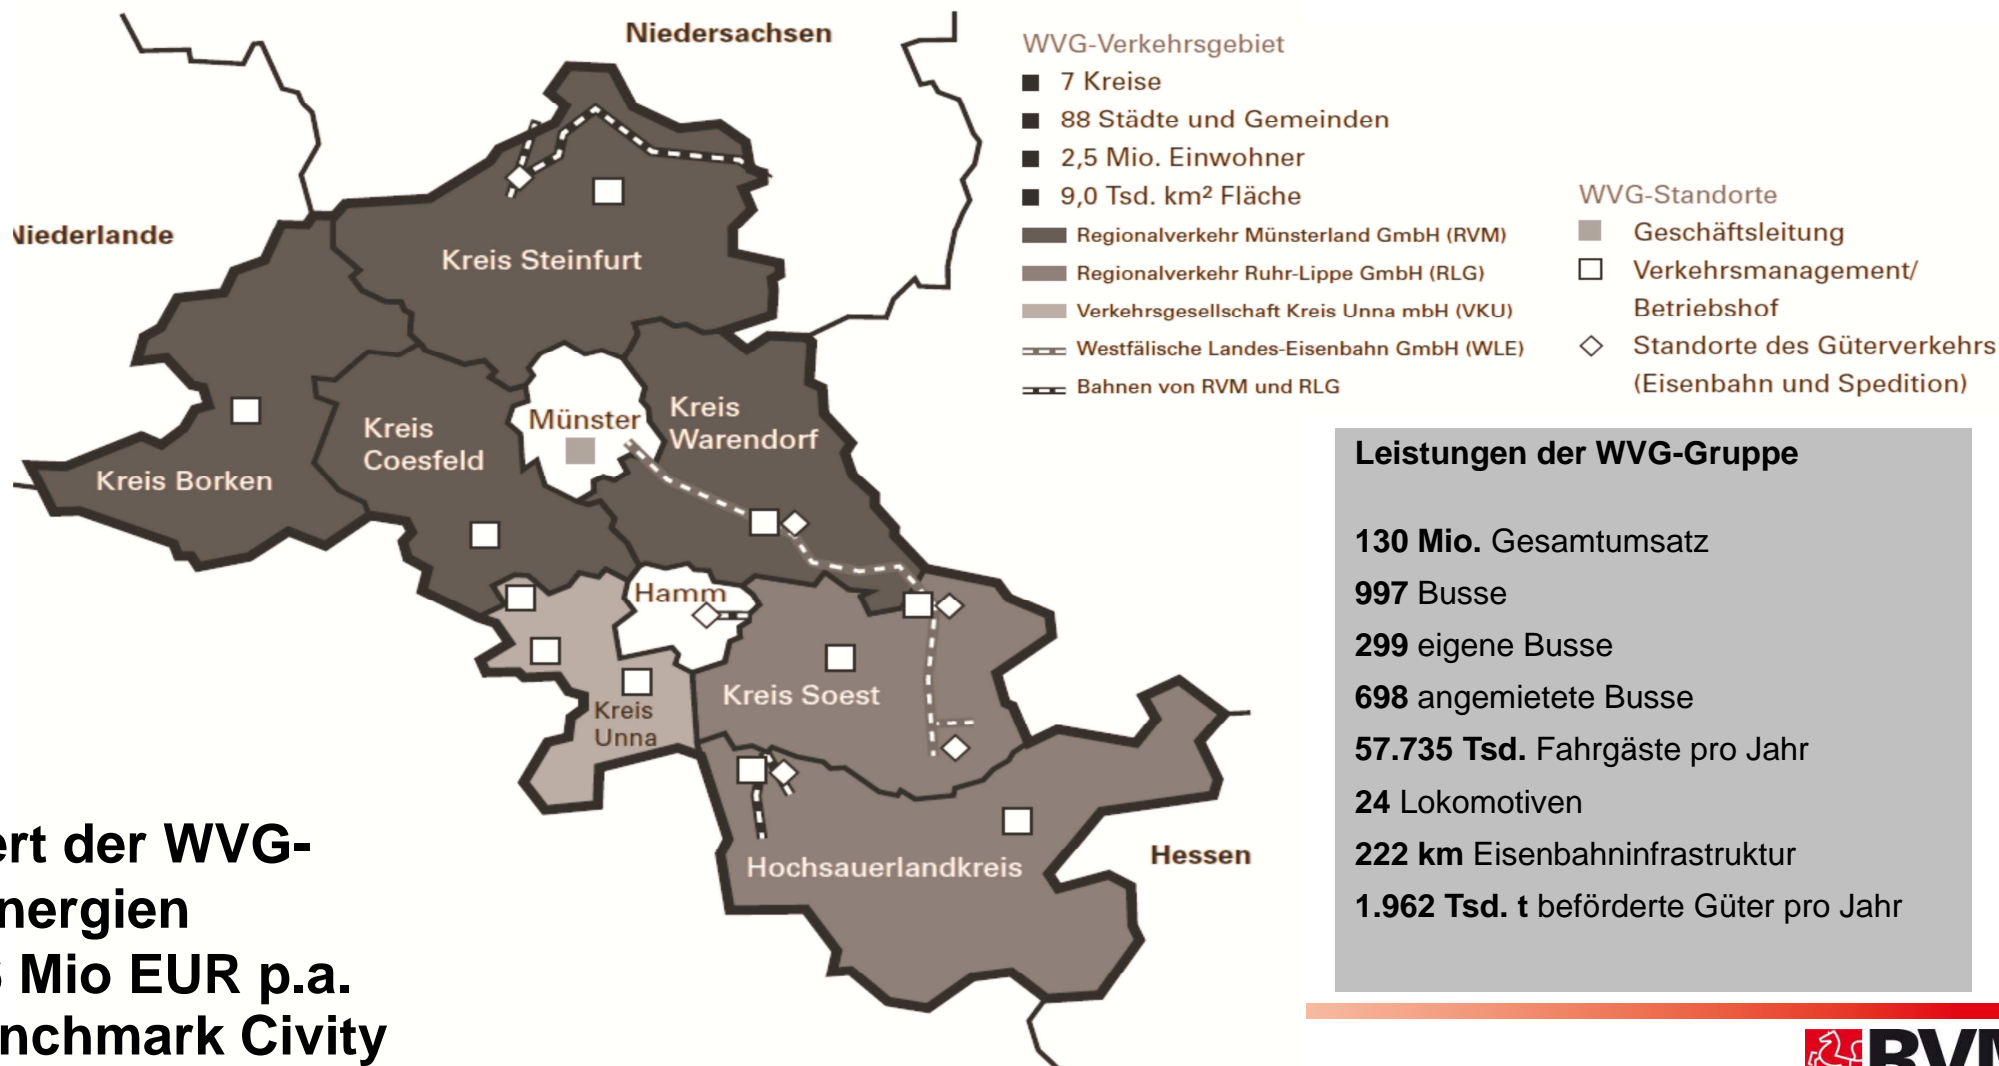 Niedersachsen
Niederlande
Kreis Steinfurt
Münster
Kreis
Warendorf
Kreis
Coesfeld
Kreis Borken
Hamm
Kreis Soest
Kreis
Unna
Hochsauerlandkreis
Hessen
WVG-Verkehrsgebiet
7 Kreise
88 Städte und Gemeinden
2,5 Mio. Einwohner
9,0 Tsd. km² Fläche
Regionalverkehr Münsterland GmbH (RVM)
Regionalverkehr Ruhr-Lippe GmbH (RLG)
Verkehrsgesellschaft Kreis Unna mbH (VKU)
Westfälische Landes-Eisenbahn GmbH (WLE)
Bahnen von RVM und RLG
WVG-Standorte
Geschäftsleitung
Verkehrsmanagement/
Betriebshof
Standorte des Güterverkehrs
(Eisenbahn und Spedition)
Leistungen der WVG-Gruppe
130 Mio. Gesamtumsatz
997 Busse
299 eigene Busse
698 angemietete Busse
57.735 Tsd. Fahrgäste pro Jahr
24 Lokomotiven
222 km Eisenbahninfrastruktur
1.962 Tsd. t beförderte Güter pro Jahr
ert der WVG-
nergien
Mio EUR p.a.
nchmark Civity
RVM